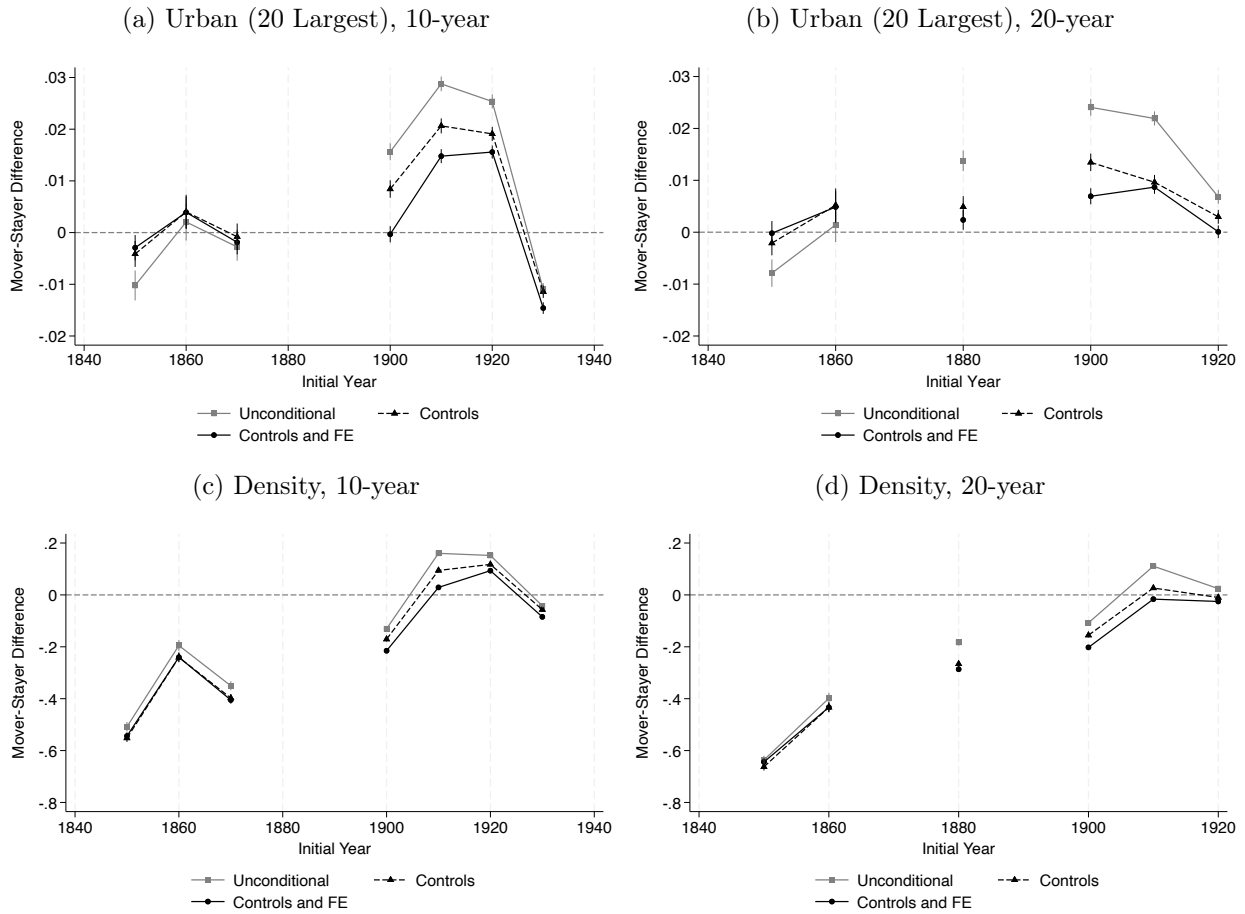 (a) Urban (20 Largest), 10-year
.03
.02
.01
0
-.01
-.02
Mover-Stayer Difference
1840 1860 1880 1900 1920 1940
Initial Year
Unconditional Controls
Controls and FE
(b) Urban (20 Largest), 20-year
.03
.02
.01
0
-.01
-.02
Mover-Stayer Difference
1840 1860 1880 1900 1920
Initial Year
Unconditional Controls
Controls and FE
(c) Density, 10-year
.2
0
-.2
-.4
-.6
-.8
Mover-Stayer Difference
1840 1860 1880 1900 1920 1940
Initial Year
Unconditional Controls
Controls and FE
(d) Density, 20-year
.2
0
-.2
-.4
-.6
-.8
Mover-Stayer Difference
1840 1860 1880 1900 1920
Initial Year
Unconditional Controls
Controls and FE